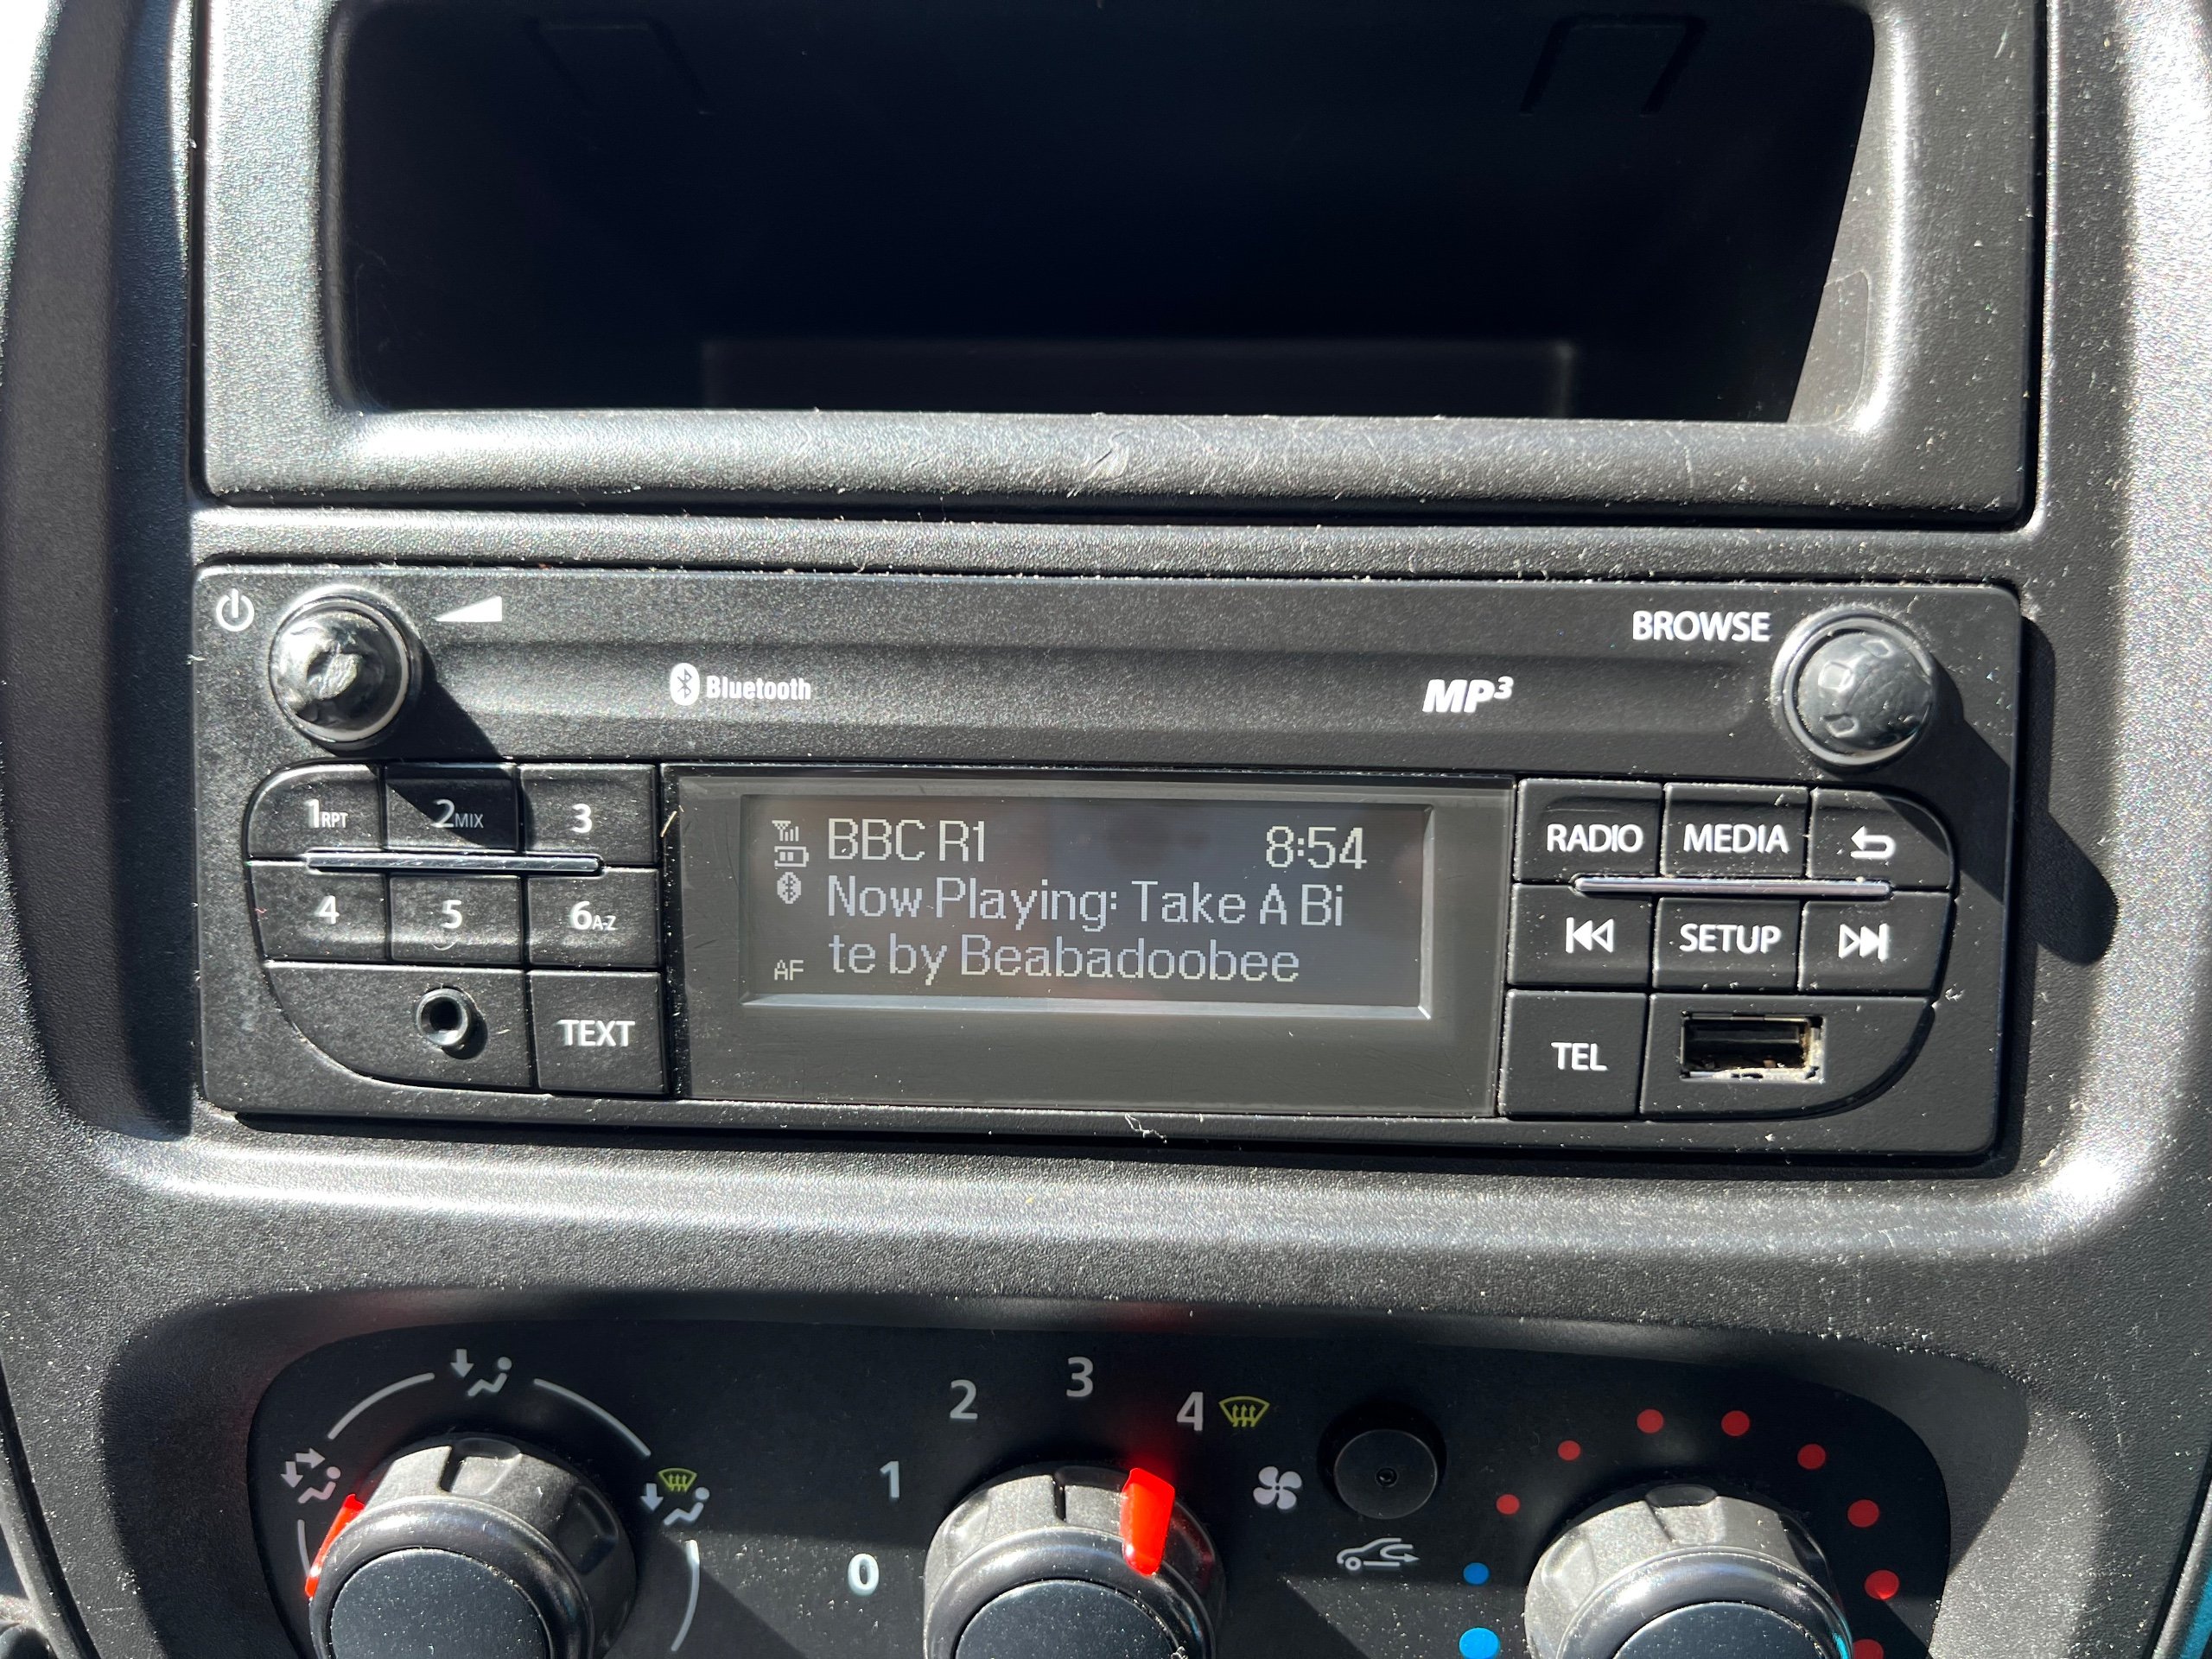 BROWSE
Bluetooth
MP3
1RPT 2MIX 3
BBC R1 8:54
RADIO MEDIA
Now Playing: Take A Bi
4 5 6A-Z
SETUP
AF te by Beabadoobee
TEXT
TEL
2 3 4
1
0